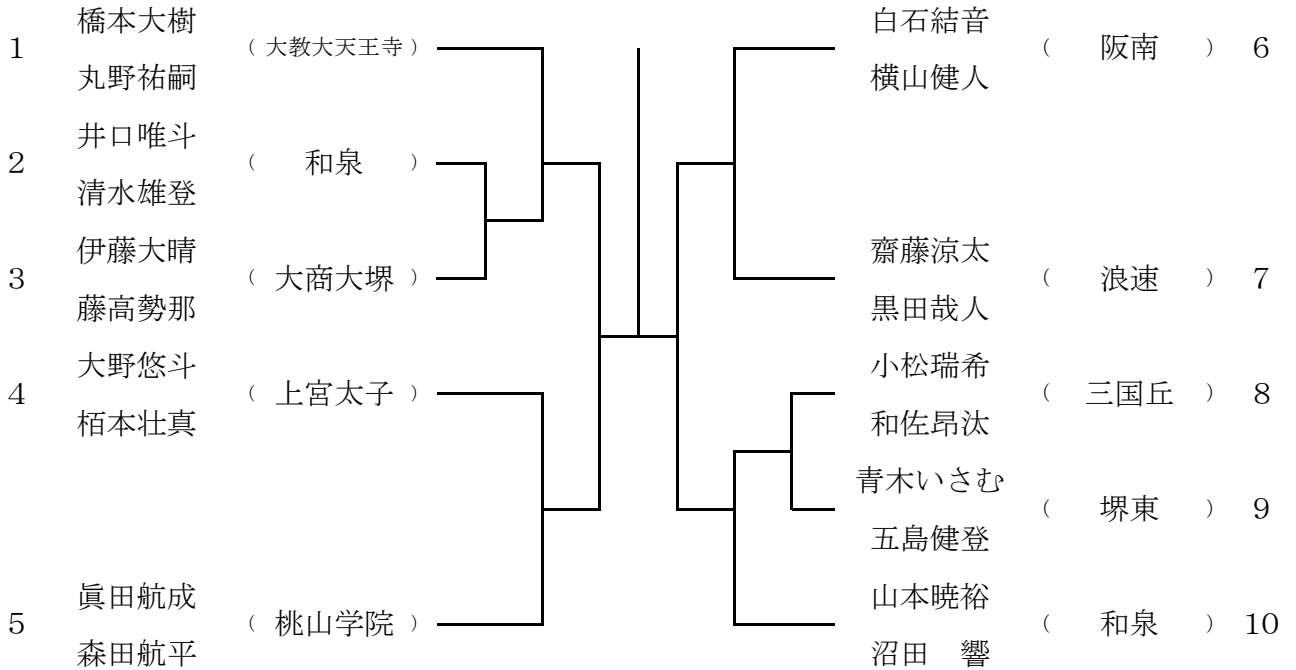 橋本大樹
1 （ 大教大天王寺 ）
丸野祐嗣
井口唯斗
2 （ 和泉 ）
清水雄登
伊藤大晴
3 （ 大商大堺 ）
藤高勢那
大野悠斗
4 （ 上宮太子 ）
栢本壮真
眞田航成
5 （ 桃山学院 ）
森田航平
白石結音
（ 阪南 ） 6
横山健人
齋藤涼太
（ 浪速 ） 7
黒田哉人
小松瑞希
（ 三国丘 ） 8
和佐昂汰
青木いさむ
（ 堺東 ） 9
五島健登
山本暁裕
（ 和泉 ） 10
沼田　響